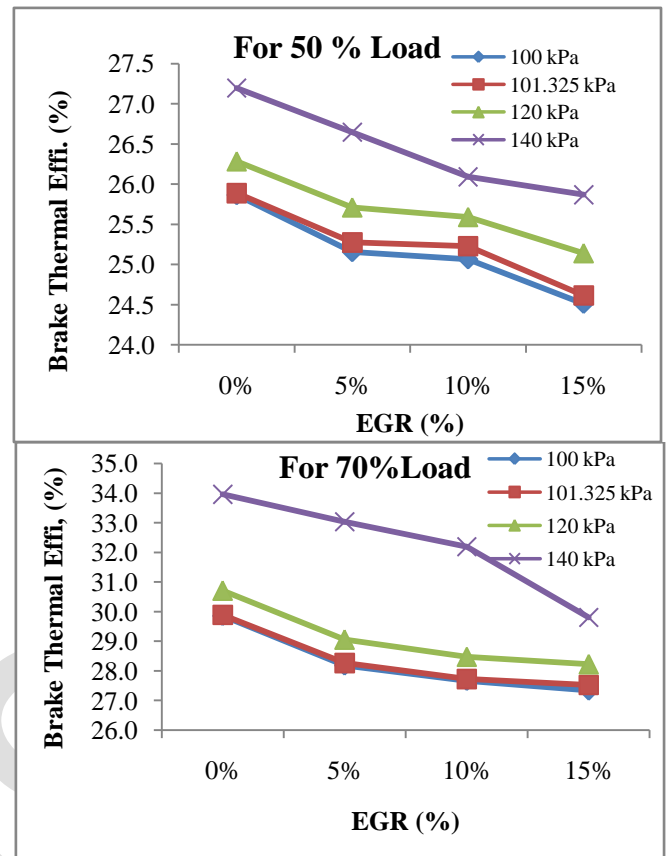 For 50 % Load
100 kPa
101.325 kPa
120 kPa
140 kPa
Brake Thermal Effi. (%)
27.5
27.0
26.5
26.0
25.5
25.0
24.5
24.0
0% 5% 10% 15%
EGR (%)
For 70%Load
100 kPa
101.325 kPa
120 kPa
140 kPa
Brake Thermal Effi, (%)
35.0
34.0
33.0
32.0
31.0
30.0
29.0
28.0
27.0
26.0
0% 5% 10% 15%
EGR (%)